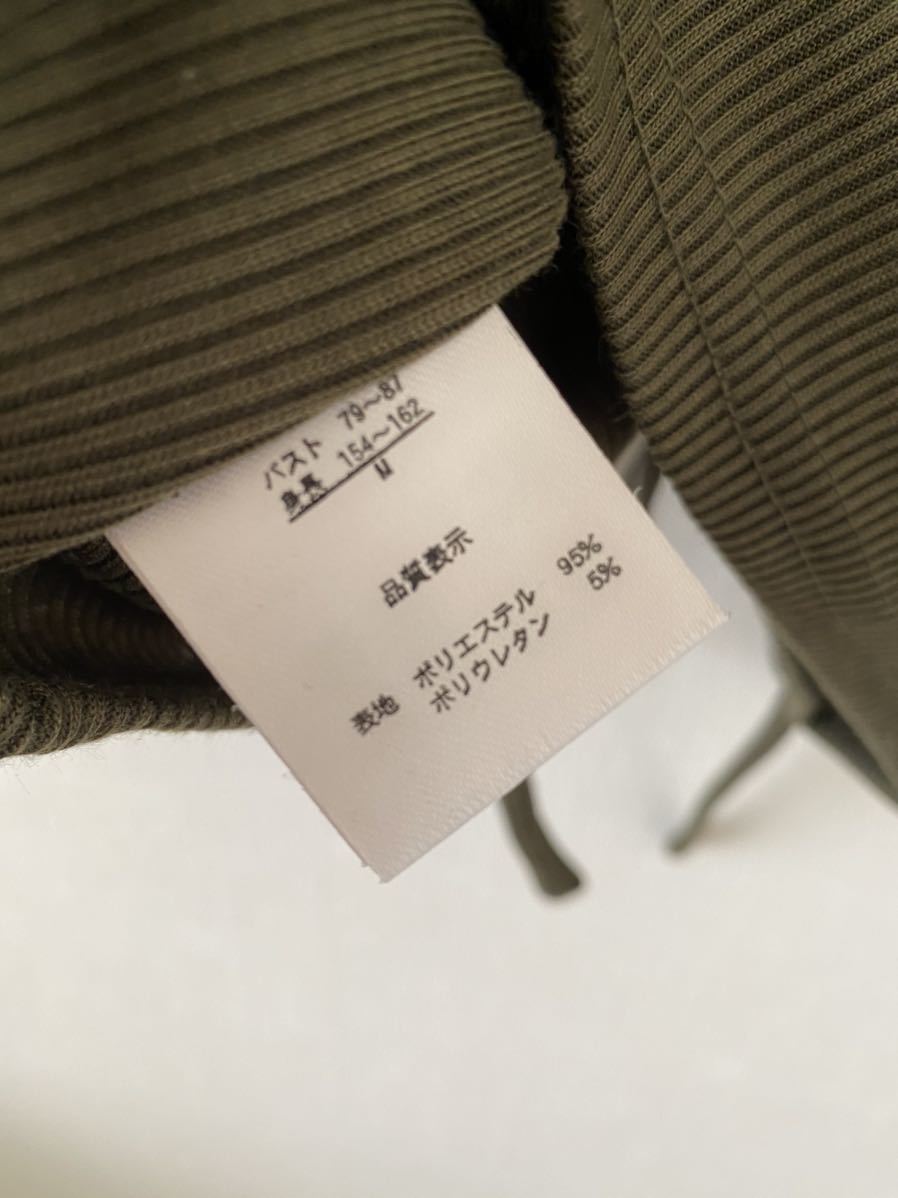 バスト 79～87
身長 154～162
M
品質表示
表地 ポリエステル 95%
ポリウレタン 5%